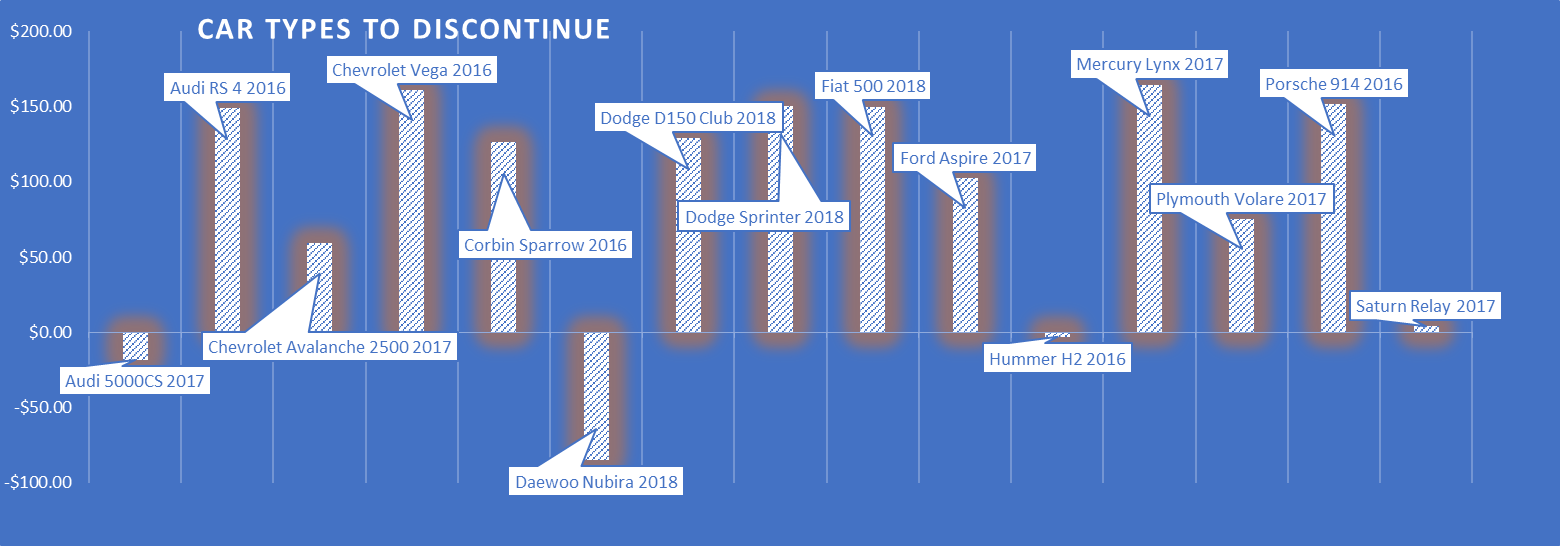 CAR TYPES TO DISCONTINUE
$200.00
$150.00
$100.00
$50.00
$0.00
-$50.00
-$100.00
Audi 5000CS 2017
Audi RS 4 2016
Chevrolet Avalanche 2500 2017
Chevrolet Vega 2016
Corbin Sparrow 2016
Daewoo Nubira 2018
Dodge D150 Club 2018
Dodge Sprinter 2018
Fiat 500 2018
Ford Aspire 2017
Hummer H2 2016
Mercury Lynx 2017
Plymouth Volare 2017
Porsche 914 2016
Saturn Relay 2017